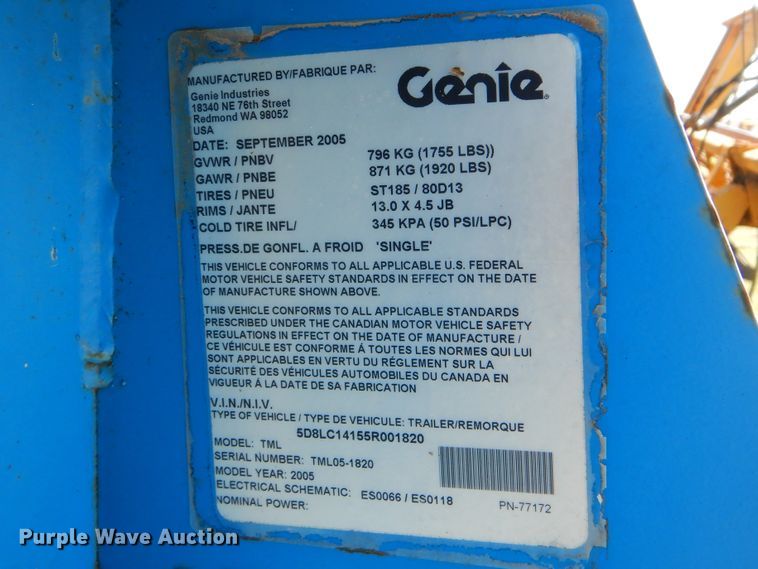 MANUFACTURED BY/FABRIQUE PAR:
Genie
Genie Industries
18340 NE 76th Street
Redmond WA 98052
USA
DATE: SEPTEMBER 2005
GVWR / PNBV 796 KG (1755 LBS))
GAWR / PNBE 871 KG (1920 LBS)
TIRES / PNEU ST185 / 80D13
RIMS / JANTE 13.0 X 4.5 JB
COLD TIRE INFL/ 345 KPA (50 PSI/LPC)
PRESS.DE GONFL. A FROID 'SINGLE'
THIS VEHICLE CONFORMS TO ALL APPLICABLE U.S. FEDERAL
MOTOR VEHICLE SAFETY STANDARDS IN EFFECT ON THE DATE
OF MANUFACTURE SHOWN ABOVE.
THIS VEHICLE CONFORMS TO ALL APPLICABLE STANDARDS
PRESCRIBED UNDER THE CANADIAN MOTOR VEHICLE SAFETY
REGULATIONS IN EFFECT ON THE DATE OF MANUFACTURE /
CE VÉHICULE EST CONFORME Á TOUTES LES NORMES QUI LUI
SONT APPLICABLES EN VERTU DU RÉGLEMENT SUR LA
SÉCURITÉ DES VÉHICULES AUTOMOBILES DU CANADA EN
VIGUEUR Á LA DATE DE SA FABRICATION
V.I.N./N.I.V.
TYPE OF VEHICLE / TYPE DE VEHICULE: TRAILER/REMORQUE
5D8LC14155R001820
MODEL: TML
SERIAL NUMBER: TML05-1820
MODEL YEAR: 2005
ELECTRICAL SCHEMATIC: ES0066 / ES0118
NOMINAL POWER:
PN-77172
Purple Wave Auction